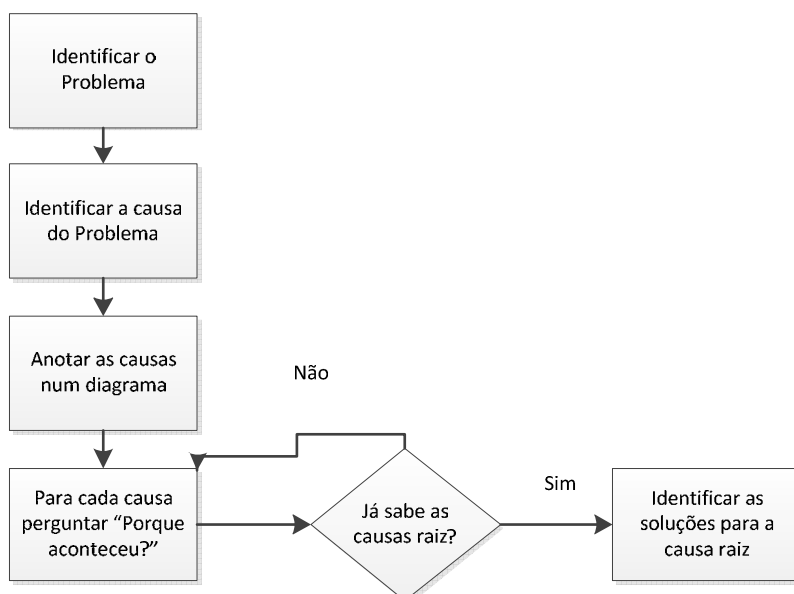 Identificar o
Problema
Identificar a causa
do Problema
Anotar as causas
num diagrama
Não
Para cada causa
perguntar “Porque
aconteceu?”
Já sabe as
causas raiz?
Sim
Identificar as
soluções para a
causa raiz